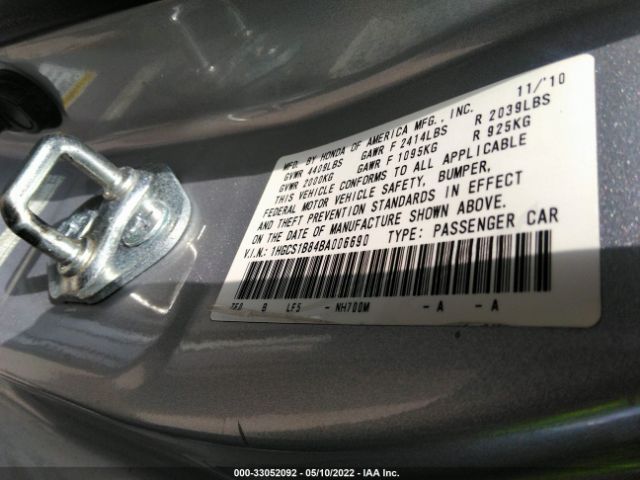 MFD. BY HONDA OF AMERICA MFG., INC. 11/'10
GVWR 4409LBS GAWR F 2414LBS R 2039LBS
GVWR 2000KG GAWR F 1095KG R 925KG
THIS VEHICLE CONFORMS TO ALL APPLICABLE
FEDERAL MOTOR VEHICLE SAFETY, BUMPER,
AND THEFT PREVENTION STANDARDS IN EFFECT
ON THE DATE OF MANUFACTURE SHOWN ABOVE.
V.I.N.: 1HGCS1B84BA006690 TYPE: PASSENGER CAR
B LF5 - NH700M - A - A
000-33052092 - 05/10/2022 - IAA Inc.